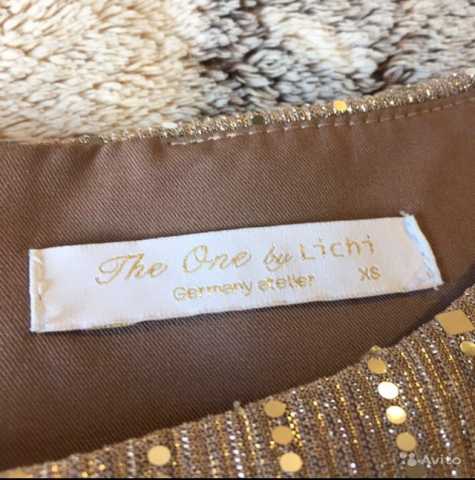 The One by Lichi
Germany atelier XS
Avito